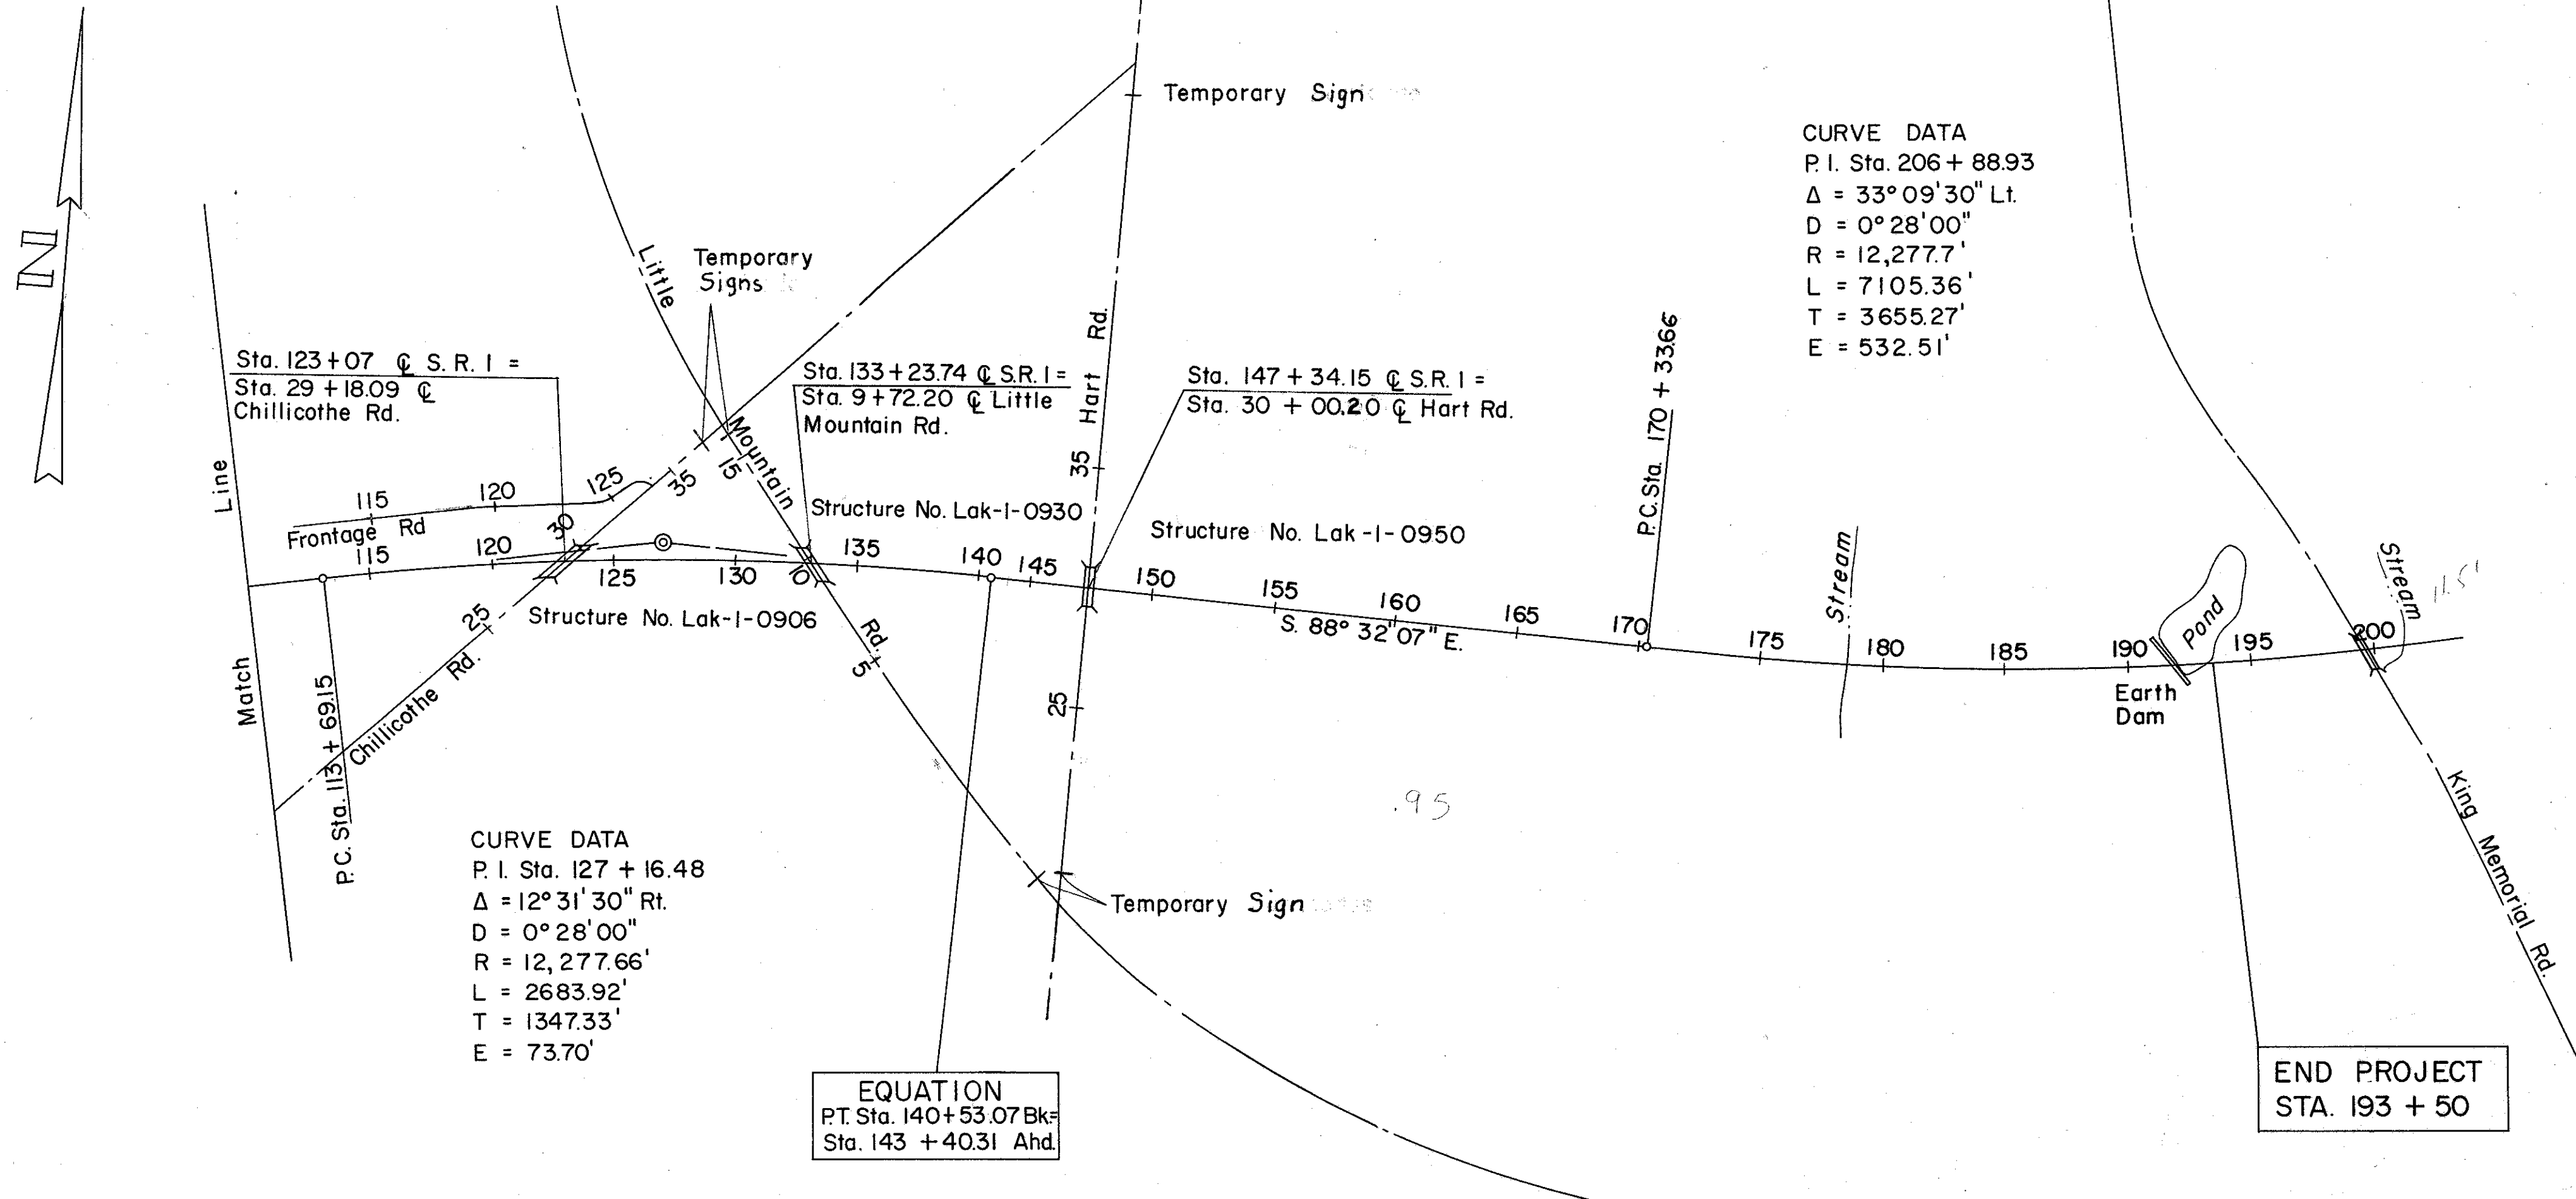 N
Temporary Sign
CURVE DATA
P.I. Sta. 206 + 88.93
Δ = 33° 09' 30" Lt.
D = 0° 28' 00"
R = 12,277.7'
L = 7105.36'
T = 3655.27'
E = 532.51'
Little
Mountain
Rd.
Temporary
Signs
Sta. 123 + 07 ℄ S.R. 1 =
Sta. 29 + 18.09 ℄
Chillicothe Rd.
Sta. 133 + 23.74 ℄ S.R. 1 =
Sta. 9 + 72.20 ℄ Little
Mountain Rd.
Hart Rd.
Sta. 147 + 34.15 ℄ S.R. 1 =
Sta. 30 + 00.20 ℄ Hart Rd.
P.C. Sta. 170 + 33.66
Match Line
115 120 125
Frontage Rd
30
35
15
35
Structure No. Lak-1-0930
Structure No. Lak-1-0950
115 120 125 130 10 135 140 145 150 155 160 165 170 175 180 185 190 195 200
Structure No. Lak-1-0906
S. 88° 32" 07" E.
Stream
Pond
Stream
11.5'
Earth
Dam
25
Chillicothe Rd.
5
25
P.C. Sta. 113 + 69.15
.95
King Memorial Rd.
CURVE DATA
P.I. Sta. 127 + 16.48
Δ = 12° 31' 30" Rt.
D = 0° 28' 00"
R = 12,277.66'
L = 2683.92'
T = 1347.33'
E = 73.70'
Temporary Sign
EQUATION
P.T. Sta. 140+53.07 Bk=
Sta. 143 + 40.31 Ahd.
END PROJECT
STA. 193 + 50